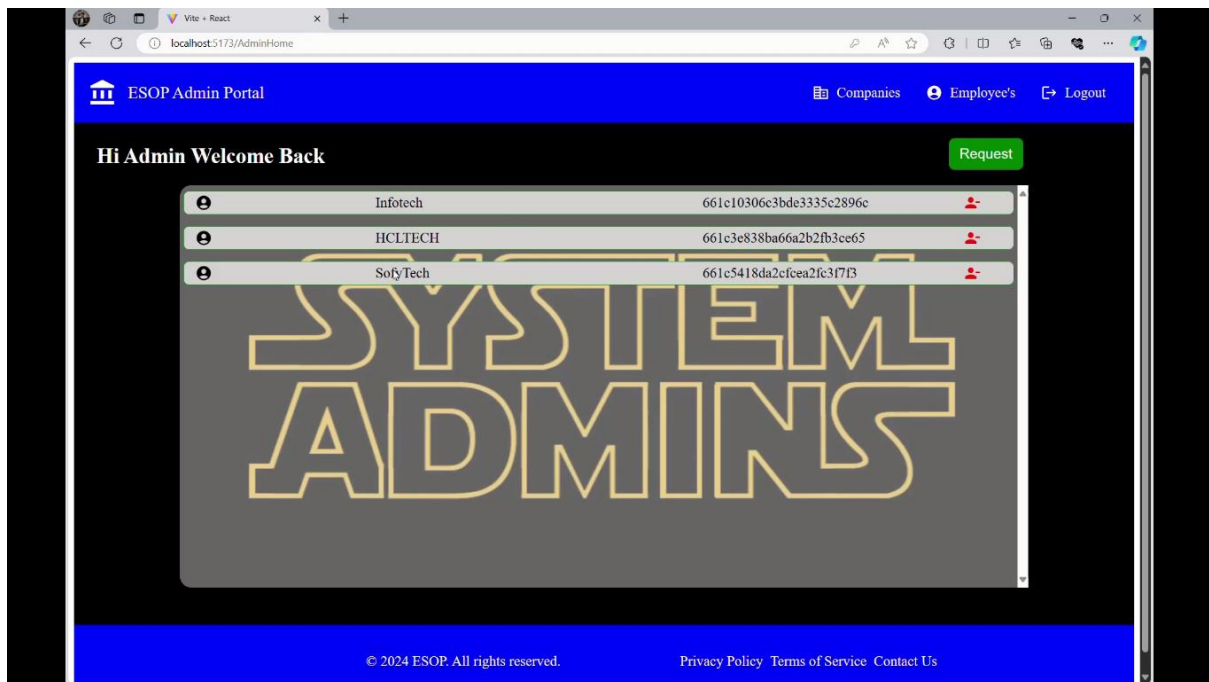 Vite + React
localhost:5173/AdminHome
ESOP Admin Portal
Companies
Employee's
Logout
Hi Admin Welcome Back
Request
Infotech 661c10306c3bde3335c2896c
HCLTECH 661c3e838ba66a2b2fb3ce65
SofyTech 661c5418da2cfcea2fc3f7f3
SYSTEM
ADMINS
© 2024 ESOP. All rights reserved.
Privacy Policy Terms of Service Contact Us